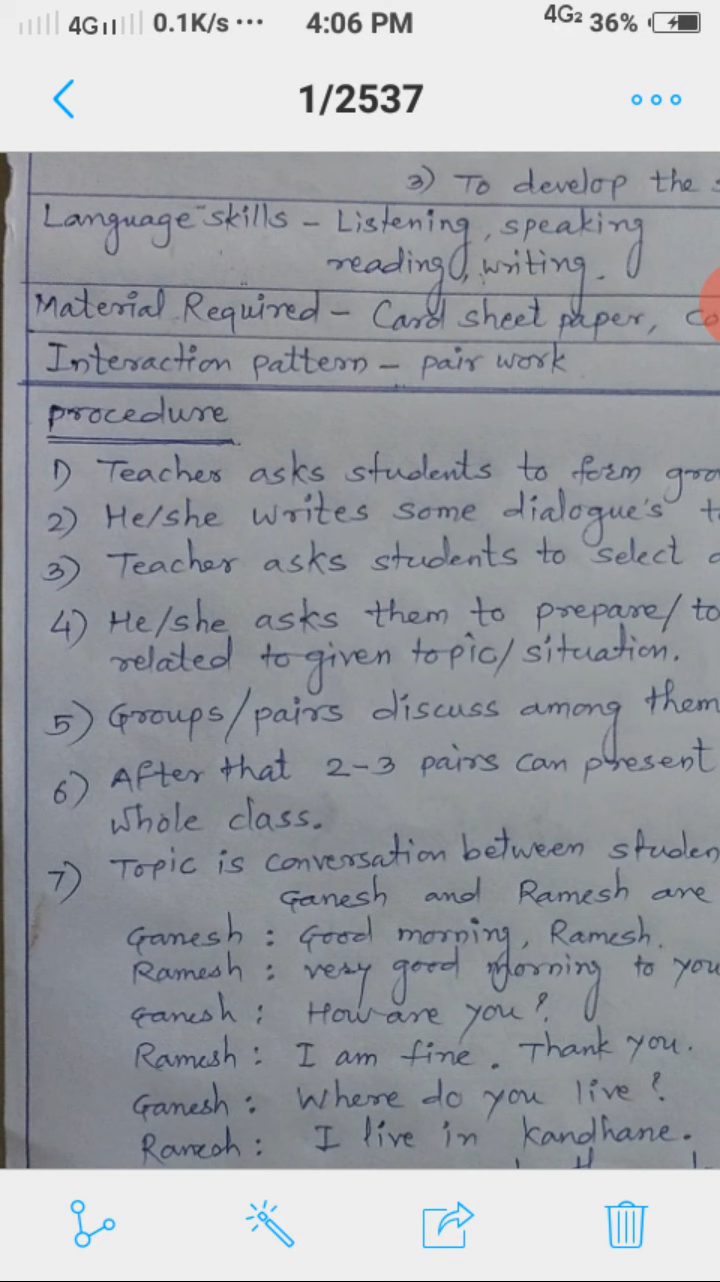 4G 0.1K/s ··· 4:06 PM 4G2 36%
1/2537
3) To develop the
Language skills - Listening, speaking
reading, writing.
Material Required - Card sheet paper, co
Interaction pattern - pair work
procedure
1) Teacher asks students to form gro
2) He/she writes some dialogue's t
3) Teacher asks students to select
4) He/she asks them to prepare/ to
related to given topic/ situation.
5) Groups/pairs discuss among them
6) After that 2-3 pairs can present
whole class.
7) Topic is conversation between studen
Ganesh and Ramesh are
Ganesh : Good morning, Ramesh.
Ramesh : very good morning to you
Ganesh : How are you?
Ramesh : I am fine. Thank you.
Ganesh : Where do you live?
Ramesh : I live in kandhane.